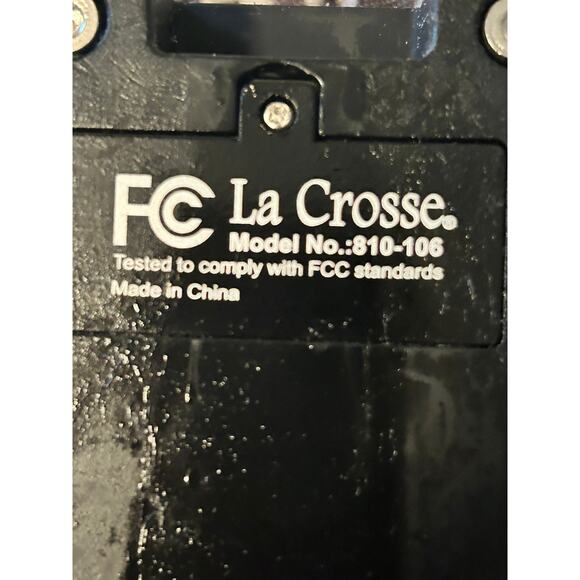 FC La Crosse®
Model No.:810-106
Tested to comply with FCC standards
Made in China